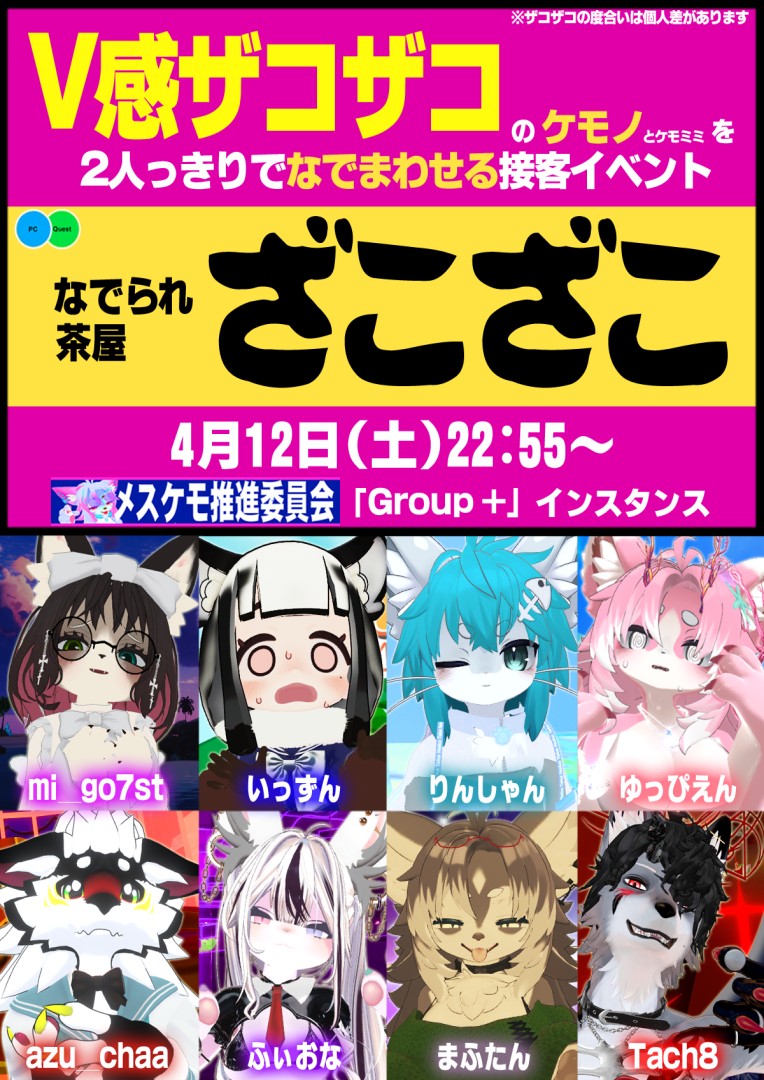 ※ザコザコの度合いは個人差があります
V感ザコザコ
のケモノとケモミミを
2人っきりでなでまわせる接客イベント
PC Quest
なでられ
茶屋
ざこざこ
4月12日(土)22:55〜
メスケモ推進委員会「Group+」インスタンス
mi_go7st
いっずん
りんしゃん
ゆっぴえん
azu_chaa
ふぃおな
まふたん
Tach8